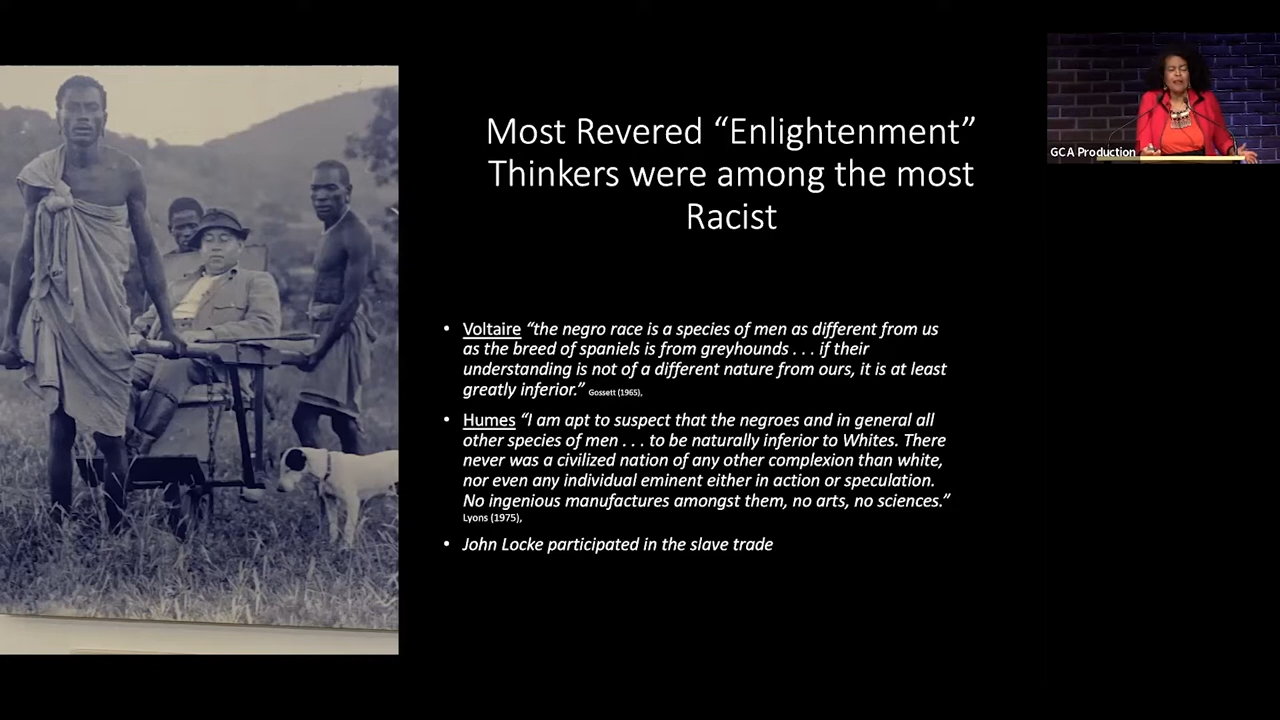 Most Revered “Enlightenment”
Thinkers were among the most
Racist
GCA Production
• Voltaire “the negro race is a species of men as different from us
as the breed of spaniels is from greyhounds . . . if their
understanding is not of a different nature from ours, it is at least
greatly inferior.” Gossett (1965),
• Humes “I am apt to suspect that the negroes and in general all
other species of men . . . to be naturally inferior to Whites. There
never was a civilized nation of any other complexion than white,
nor even any individual eminent either in action or speculation.
No ingenious manufactures amongst them, no arts, no sciences.”
Lyons (1975),
• John Locke participated in the slave trade